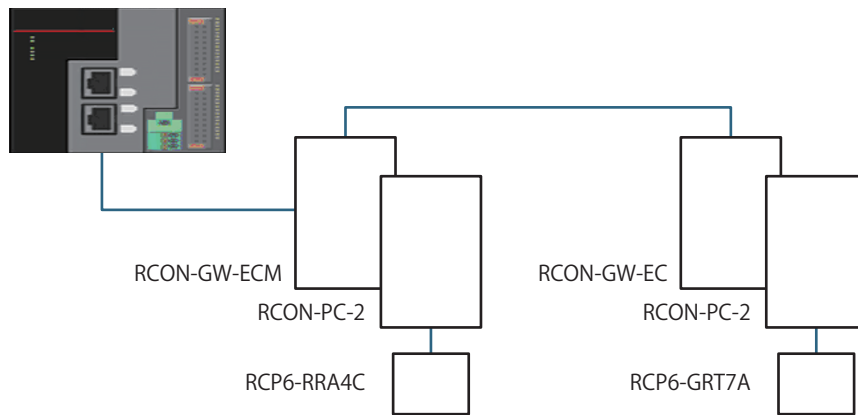 RCON-GW-ECM
RCON-PC-2
RCP6-RRA4C
RCON-GW-EC
RCON-PC-2
RCP6-GRT7A